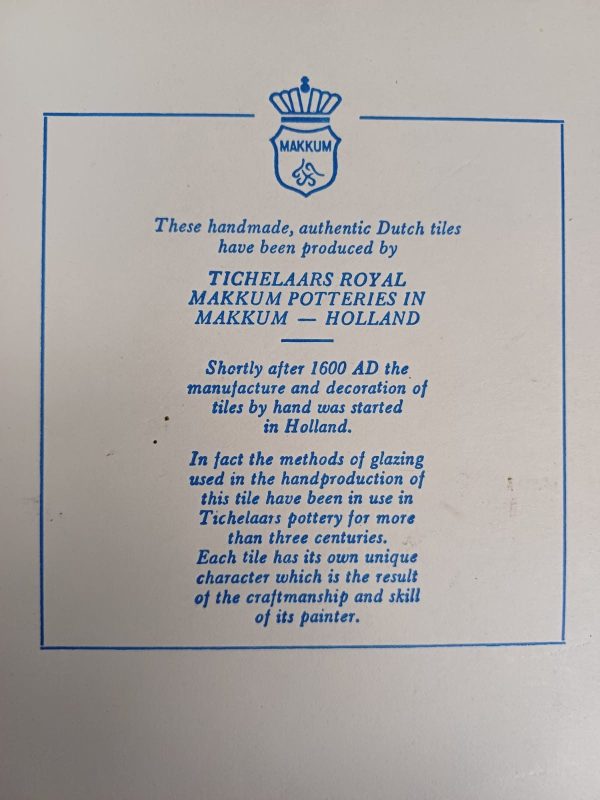 MAKKUM
These handmade, authentic Dutch tiles
have been produced by
TICHELAARS ROYAL
MAKKUM POTTERIES IN
MAKKUM — HOLLAND
Shortly after 1600 AD the
manufacture and decoration of
tiles by hand was started
in Holland.
In fact the methods of glazing
used in the handproduction of
this tile have been in use in
Tichelaars pottery for more
than three centuries.
Each tile has its own unique
character which is the result
of the craftmanship and skill
of its painter.